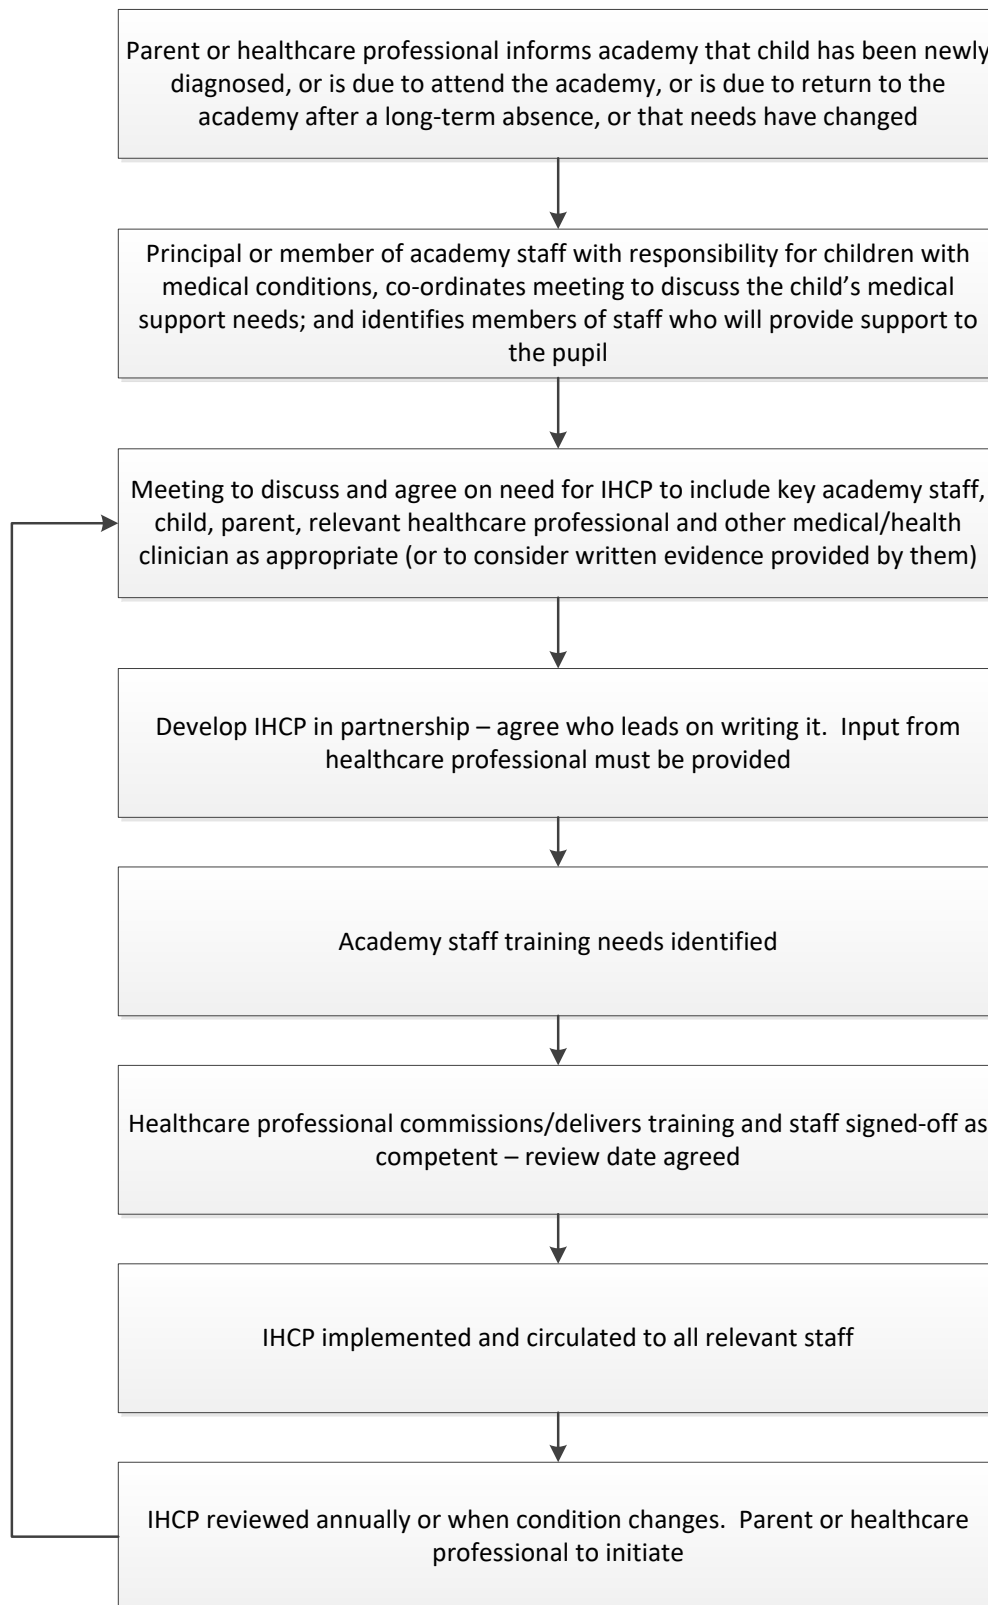 Parent or healthcare professional informs academy that child has been newly
diagnosed, or is due to attend the academy, or is due to return to the
academy after a long-term absence, or that needs have changed
Principal or member of academy staff with responsibility for children with
medical conditions, co-ordinates meeting to discuss the child’s medical
support needs; and identifies members of staff who will provide support to
the pupil
Meeting to discuss and agree on need for IHCP to include key academy staff,
child, parent, relevant healthcare professional and other medical/health
clinician as appropriate (or to consider written evidence provided by them)
Develop IHCP in partnership – agree who leads on writing it.  Input from
healthcare professional must be provided
Academy staff training needs identified
Healthcare professional commissions/delivers training and staff signed-off as
competent – review date agreed
IHCP implemented and circulated to all relevant staff
IHCP reviewed annually or when condition changes.  Parent or healthcare
professional to initiate